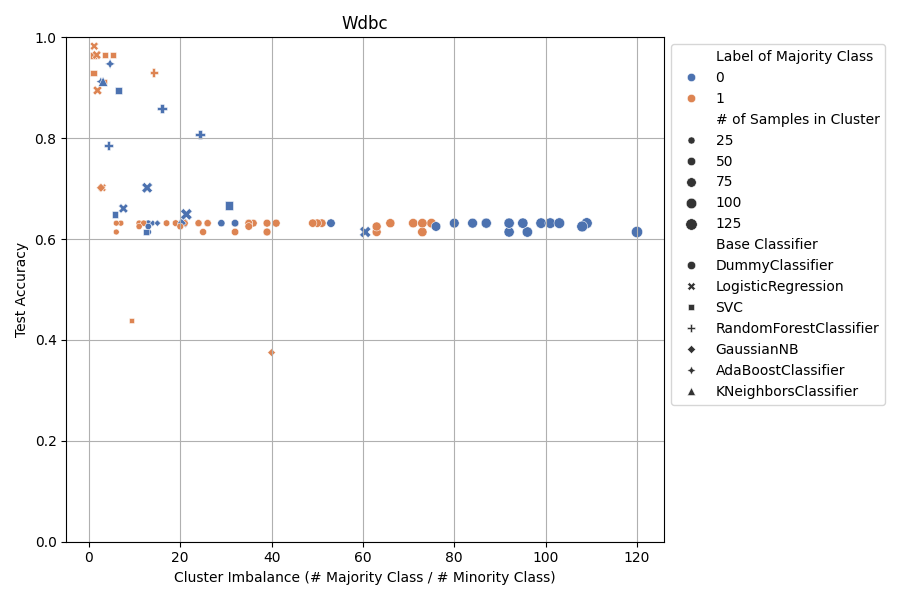 Wdbc
1.0
0.8
0.6
0.4
0.2
0.0
Test Accuracy
0
20
40
60
80
100
120
Cluster Imbalance (# Majority Class / # Minority Class)
Label of Majority Class
0
1
# of Samples in Cluster
25
50
75
100
125
Base Classifier
DummyClassifier
LogisticRegression
SVC
RandomForestClassifier
GaussianNB
AdaBoostClassifier
KNeighborsClassifier